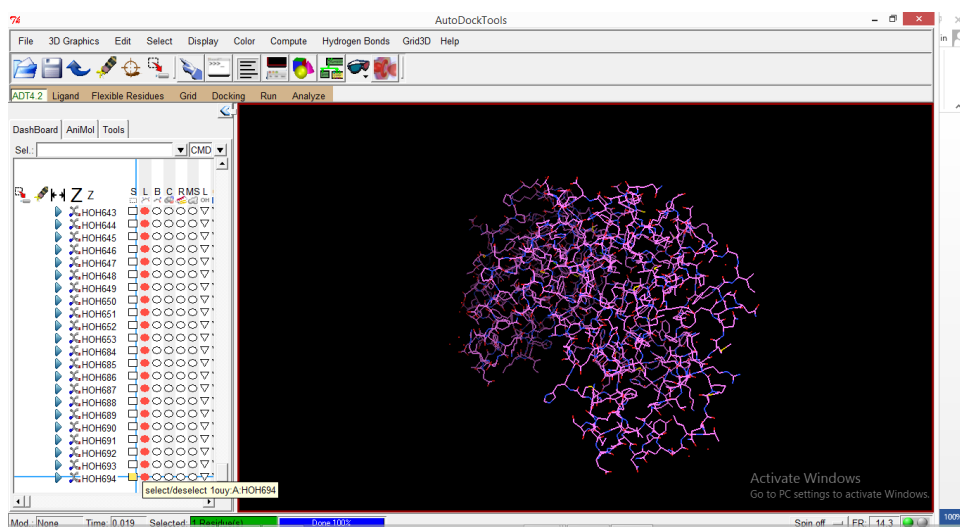 AutoDockTools
in
File 3D Graphics Edit Select Display Color Compute Hydrogen Bonds Grid3D Help
ADT4.2 Ligand Flexible Residues Grid Docking Run Analyze
DashBoard AniMol Tools
Sel.: CMD
Z Z S L B C R MS L
HOH643
HOH644
HOH645
HOH646
HOH647
HOH648
HOH649
HOH650
HOH651
HOH652
HOH653
HOH684
HOH685
HOH686
HOH687
HOH688
HOH689
HOH690
HOH691
HOH692
HOH693
HOH694
select/deselect 1ouy:A:HOH694
Activate Windows
Go to PC settings to activate Windows.
Mod.: None Time: 0.019 Selected: 1 Residue(s) Done 100% Spin off FR: 14.3 100%